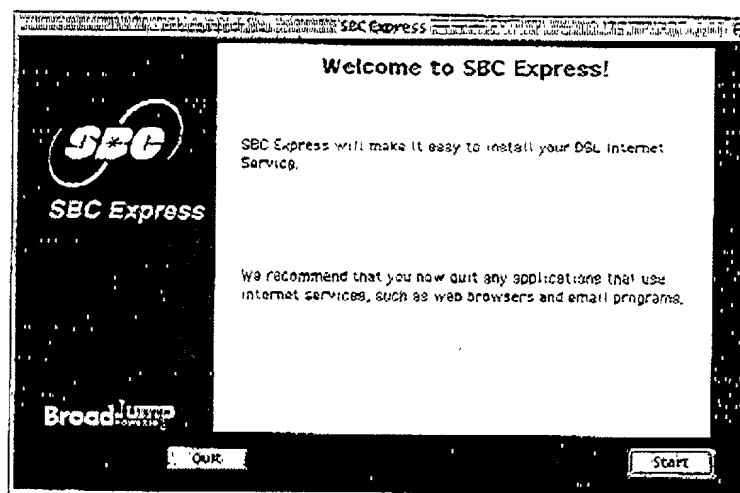 SBC Express
Welcome to SBC Express!
SBC
SBC Express
SBC Express will make it easy to install your DSL Internet
Service.
We recommend that you now quit any applications that use
internet services, such as web browsers and email programs.
BroadJump
Quit
Start